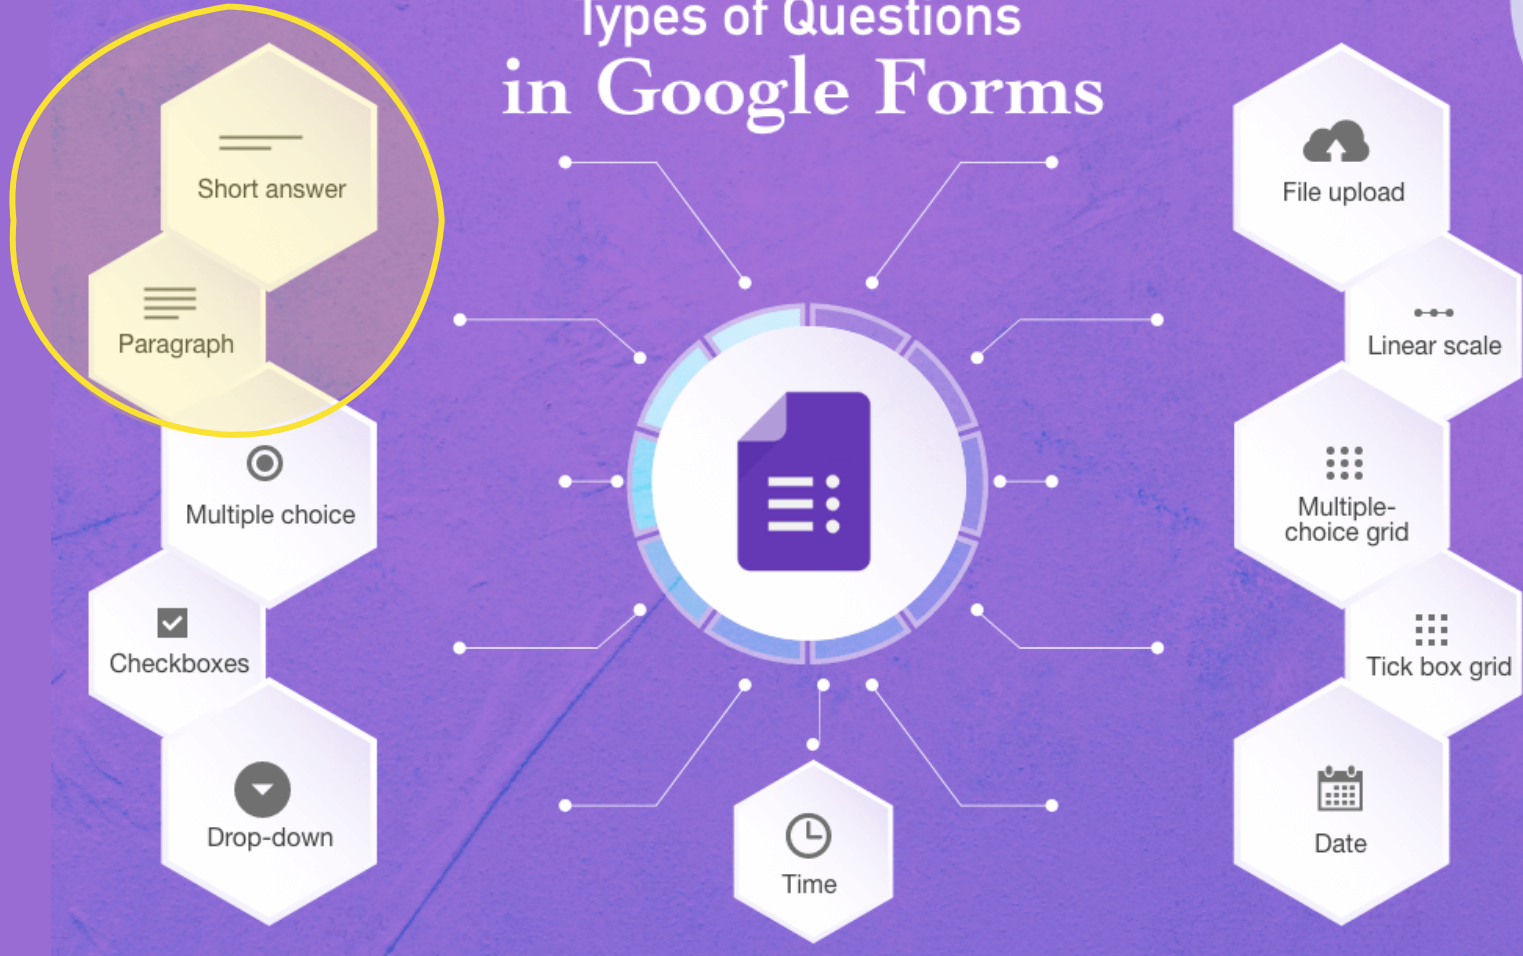 Types of Questions
in Google Forms
Short answer
Paragraph
Multiple choice
Checkboxes
Drop-down
Time
File upload
Linear scale
Multiple-
choice grid
Tick box grid
Date